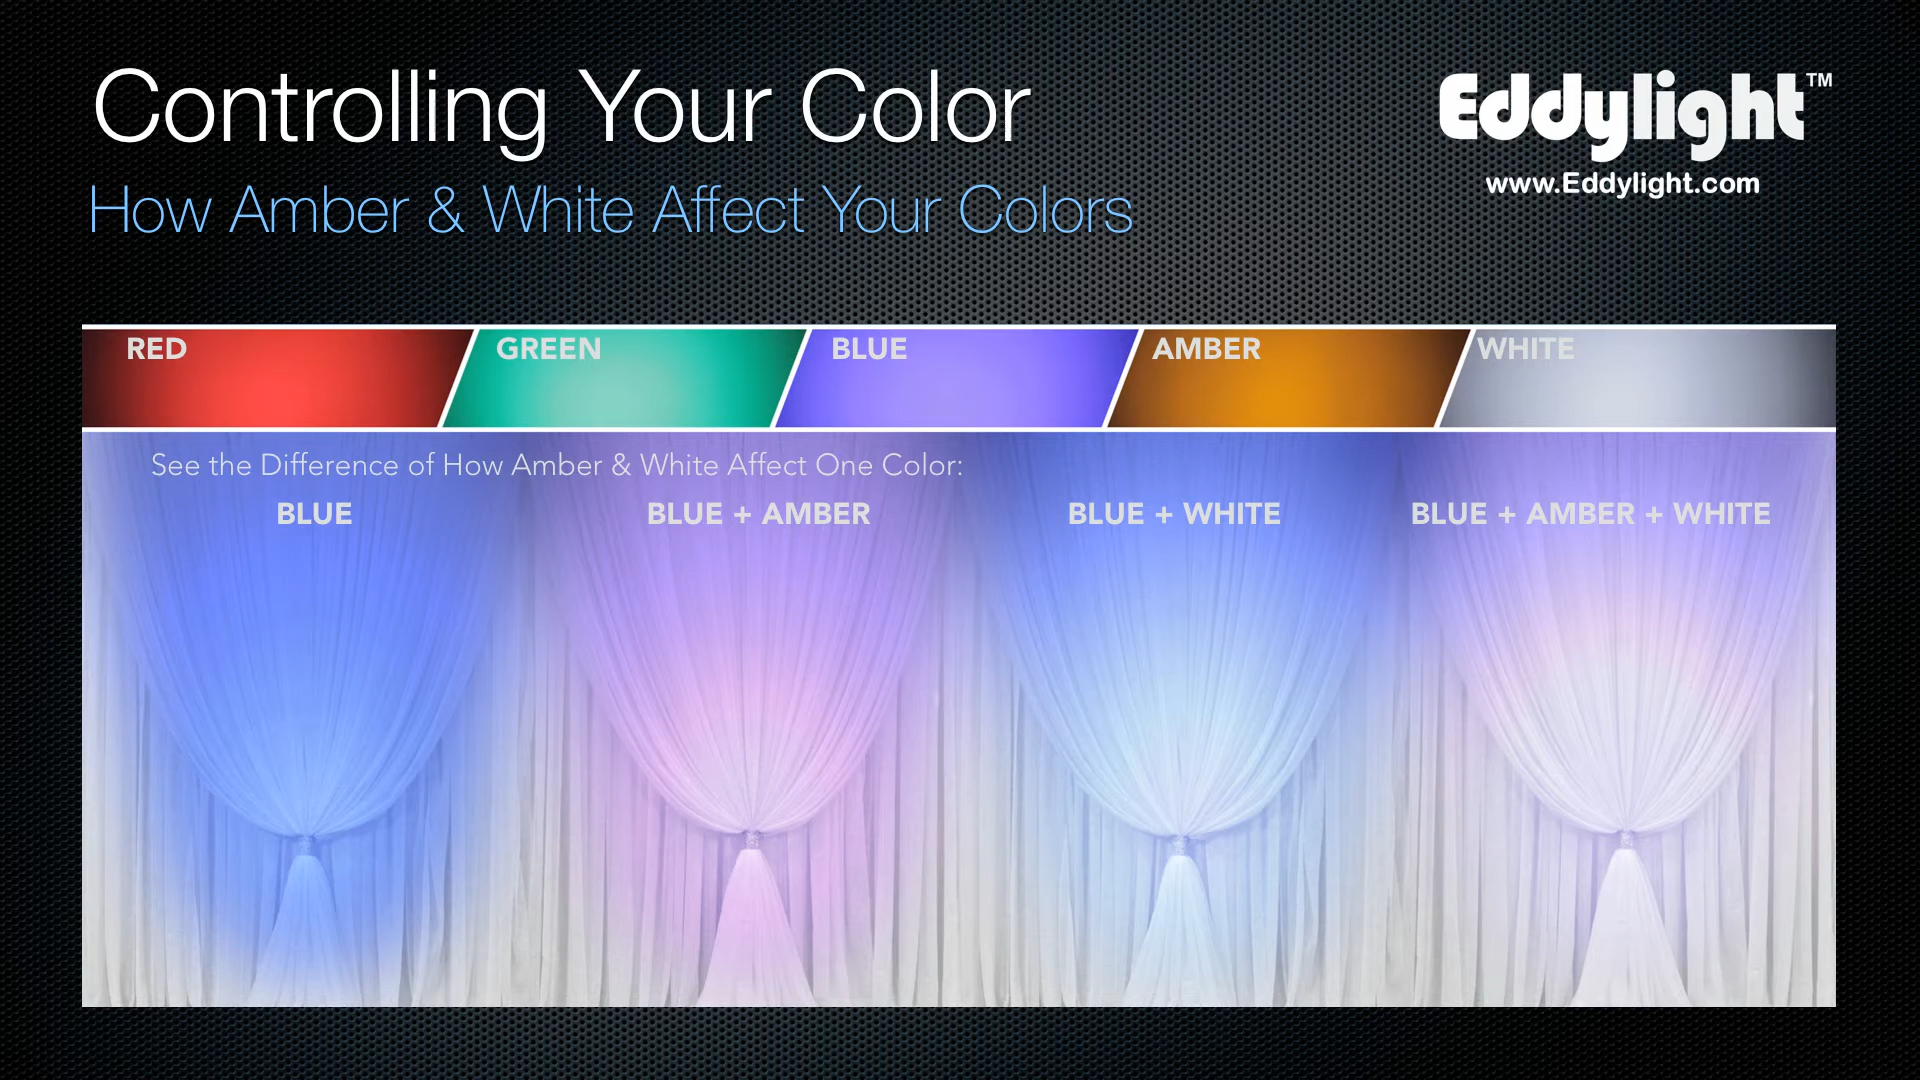 Controlling Your Color
Eddylight™
www.Eddylight.com
How Amber & White Affect Your Colors
RED
GREEN
BLUE
AMBER
WHITE
See the Difference of How Amber & White Affect One Color:
BLUE
BLUE + AMBER
BLUE + WHITE
BLUE + AMBER + WHITE